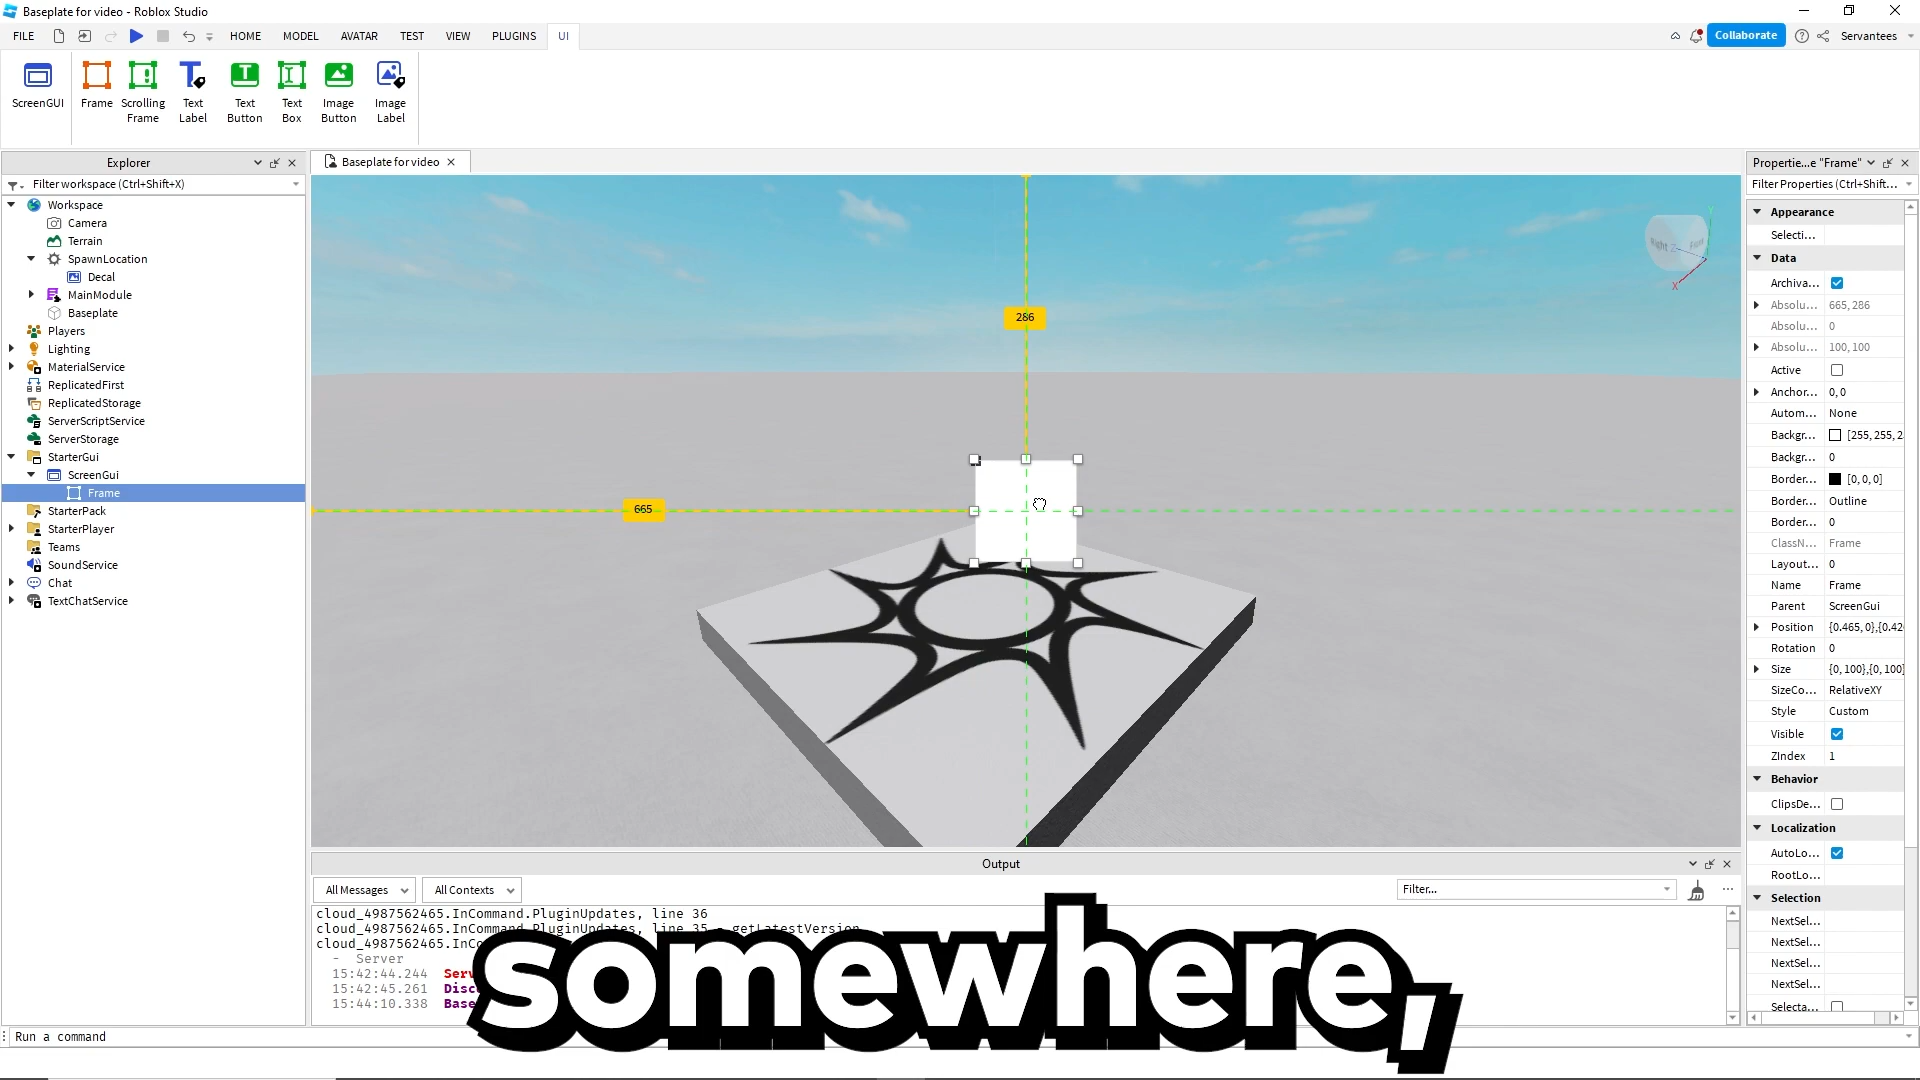 Baseplate for video - Roblox Studio
FILE HOME MODEL AVATAR TEST VIEW PLUGINS UI Collaborate Servantees
ScreenGUI
Frame
Scrolling Frame
Text Label
Text Button
Text Box
Image Button
Image Label
Explorer
Filter workspace (Ctrl+Shift+X)
Workspace
Camera
Terrain
SpawnLocation
Decal
MainModule
Baseplate
Players
Lighting
MaterialService
ReplicatedFirst
ReplicatedStorage
ServerScriptService
ServerStorage
StarterGui
ScreenGui
Frame
StarterPack
StarterPlayer
Teams
SoundService
Chat
TextChatService
Baseplate for video
286
665
Right
X
Output
All Messages
All Contexts
Filter...
cloud_4987562465.InCommand.PluginUpdates, line 36
cloud_4987562465.InCommand.PluginUpdates, line 35 - getLatestVersion
- Server
15:42:44.244
15:42:45.261
15:44:10.338
Run a command
somewhere,
Propertie...e "Frame"
Filter Properties (Ctrl+Shift...
Appearance
Selecti...
Data
Archiva...
Absolu... 665, 286
Absolu... 0
Absolu... 100, 100
Active
Anchor... 0, 0
Autom... None
Backgr... [255, 255, 2
Backgr... 0
Border... [0, 0, 0]
Border... Outline
Border... 0
ClassN... Frame
Layout... 0
Name Frame
Parent ScreenGui
Position {0.465, 0},{0.42
Rotation 0
Size {0, 100},{0, 100}
SizeCo... RelativeXY
Style Custom
Visible
ZIndex 1
Behavior
ClipsDe...
Localization
AutoLo...
RootLo...
Selection
NextSel...
NextSel...
NextSel...
NextSel...
Selecta...